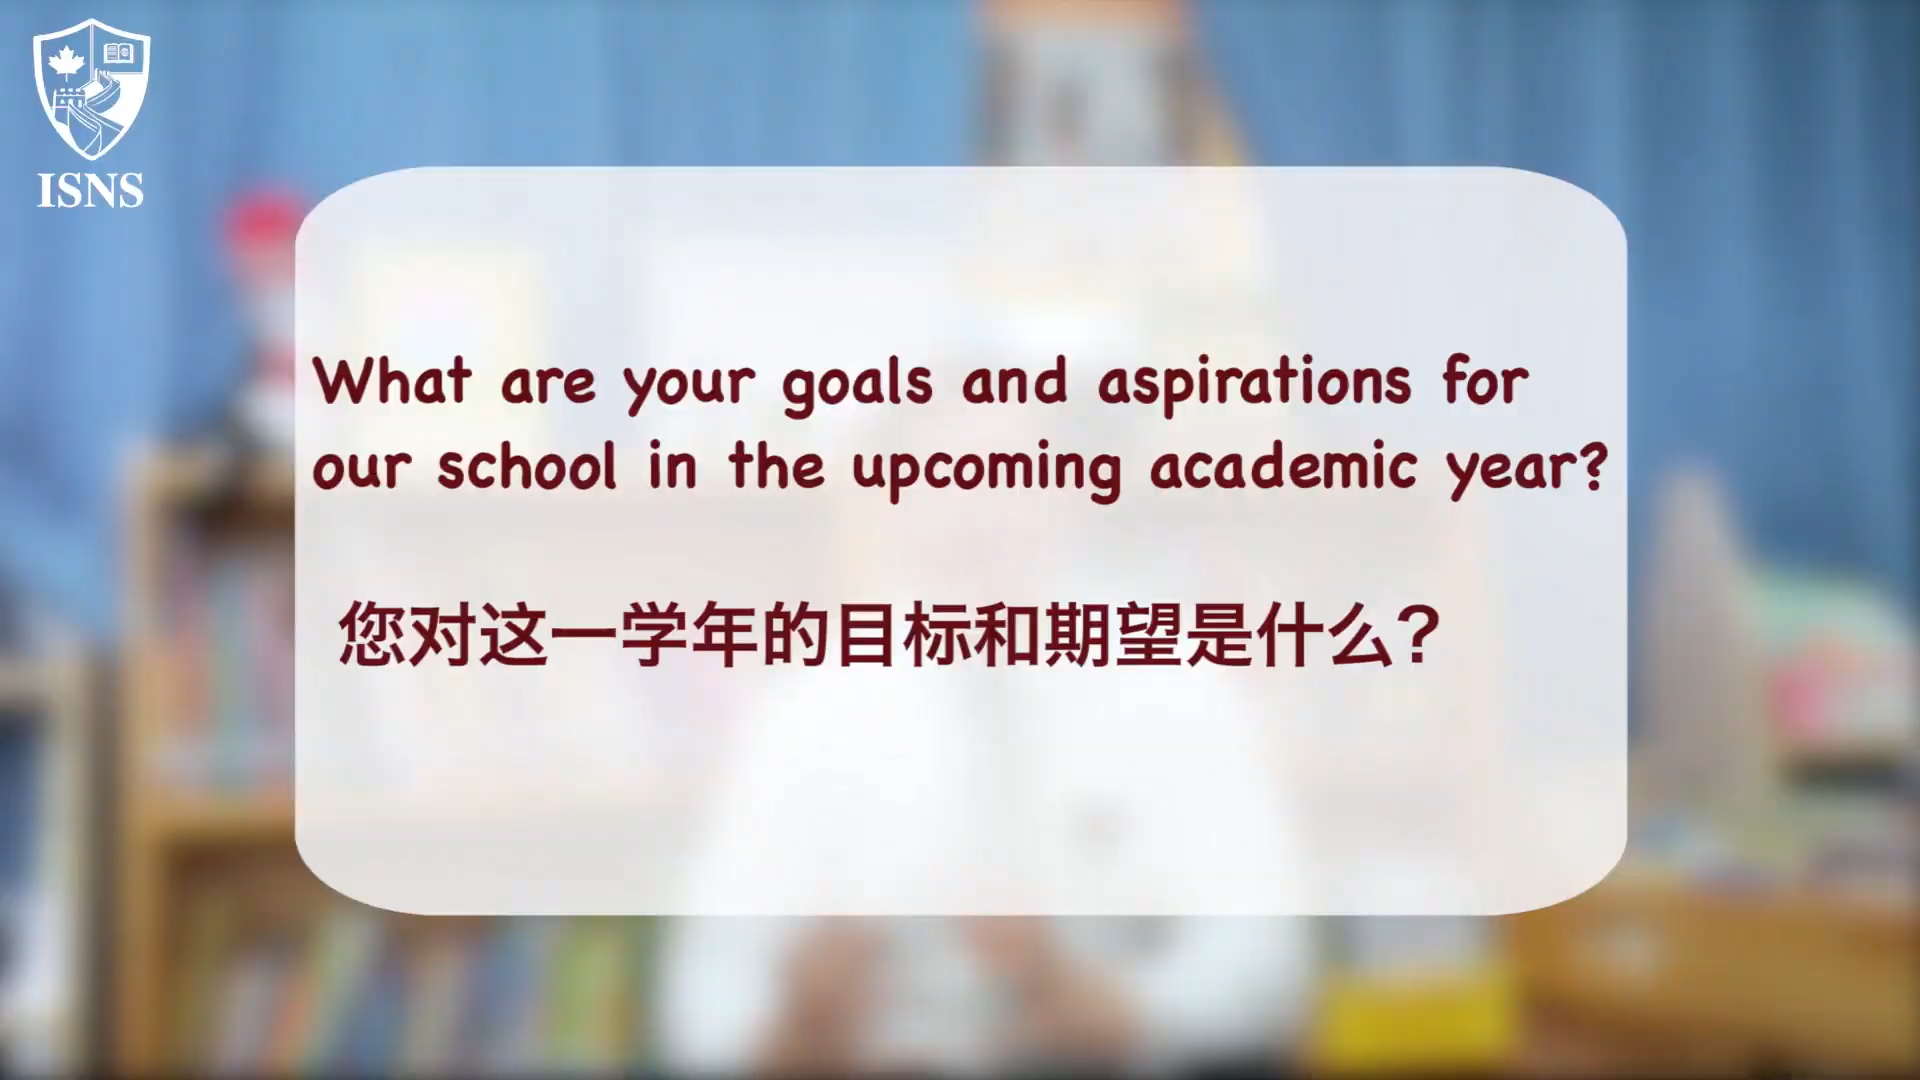 ISNS
What are your goals and aspirations for
our school in the upcoming academic year?
您对这一学年的目标和期望是什么?